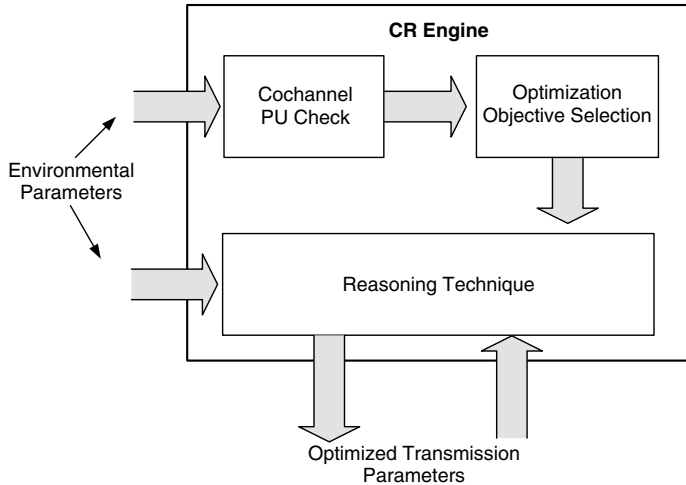 CR Engine
Cochannel
PU Check
Optimization
Objective Selection
Environmental
Parameters
Reasoning Technique
Optimized Transmission
Parameters